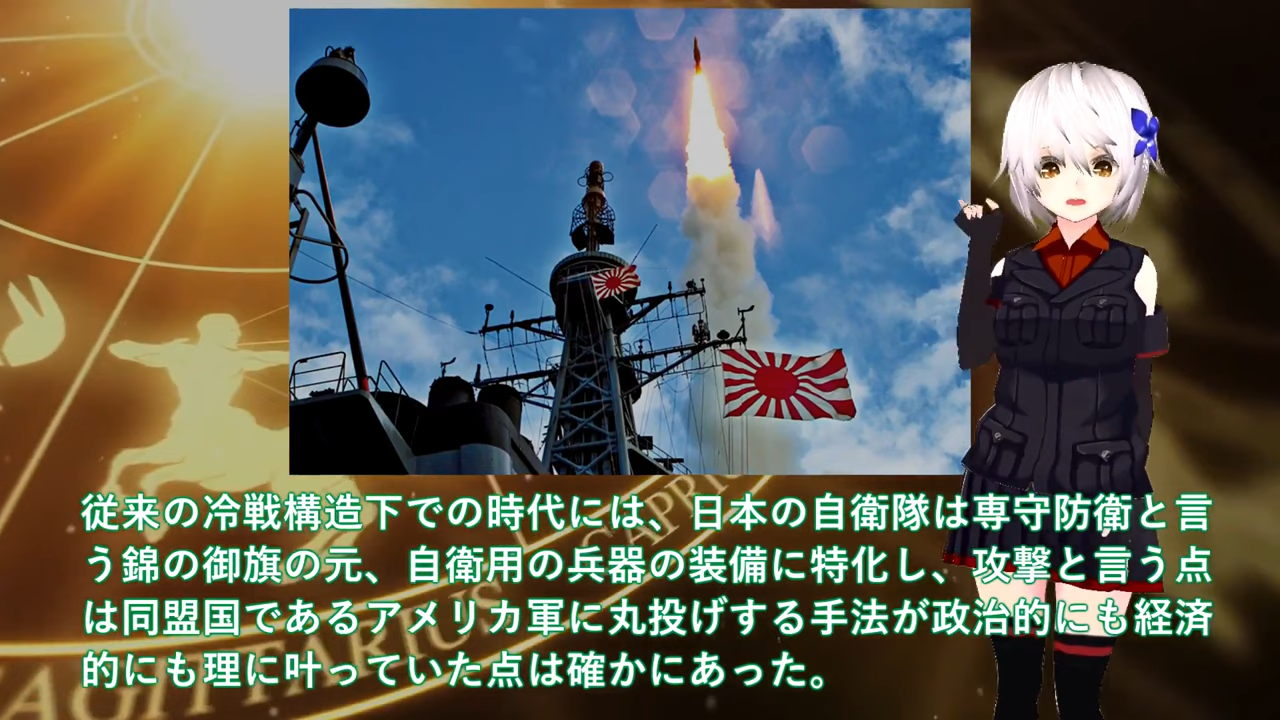 従来の冷戦構造下での時代には、日本の自衛隊は専守防衛と言
う錦の御旗の元、自衛用の兵器の装備に特化し、攻撃と言う点
は同盟国であるアメリカ軍に丸投げする手法が政治的にも経済
的にも理に叶っていた点は確かにあった。
SAGITTARIUS
CAPRIC